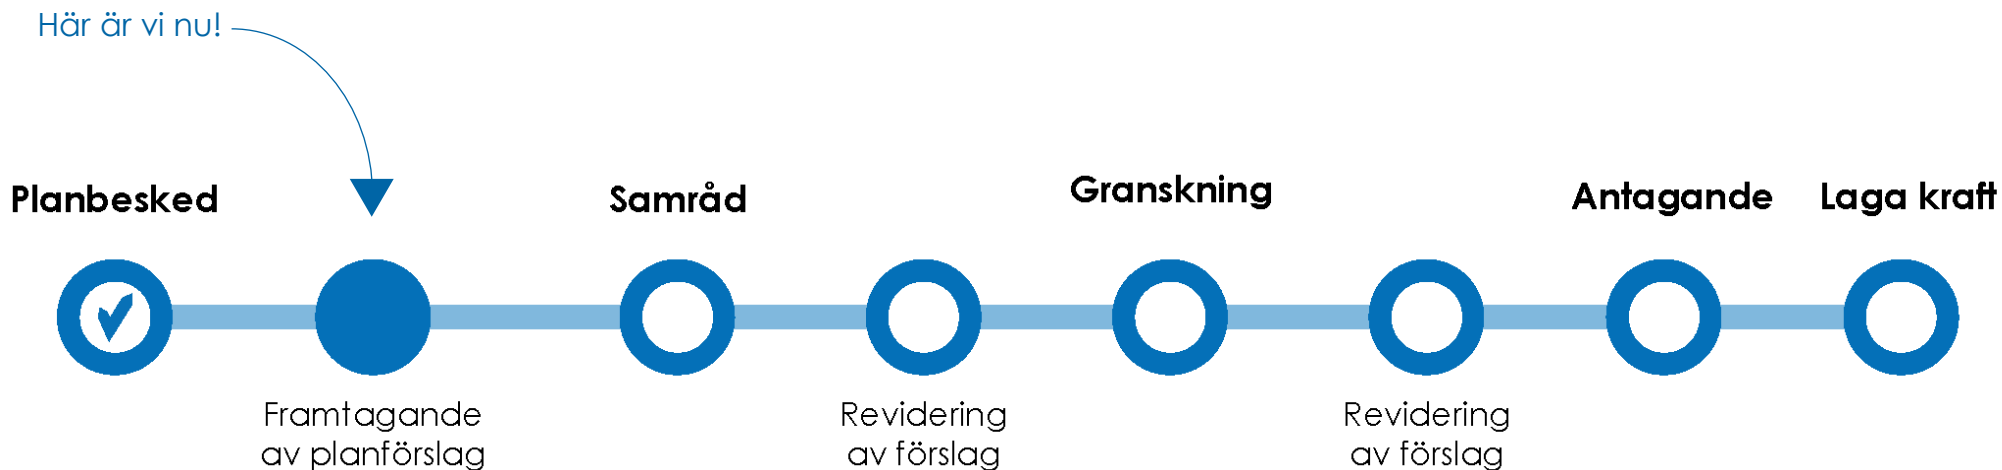 Här är vi nu!
Planbesked
Samråd
Granskning
Antagande
Laga kraft
Framtagande
av planförslag
Revidering
av förslag
Revidering
av förslag